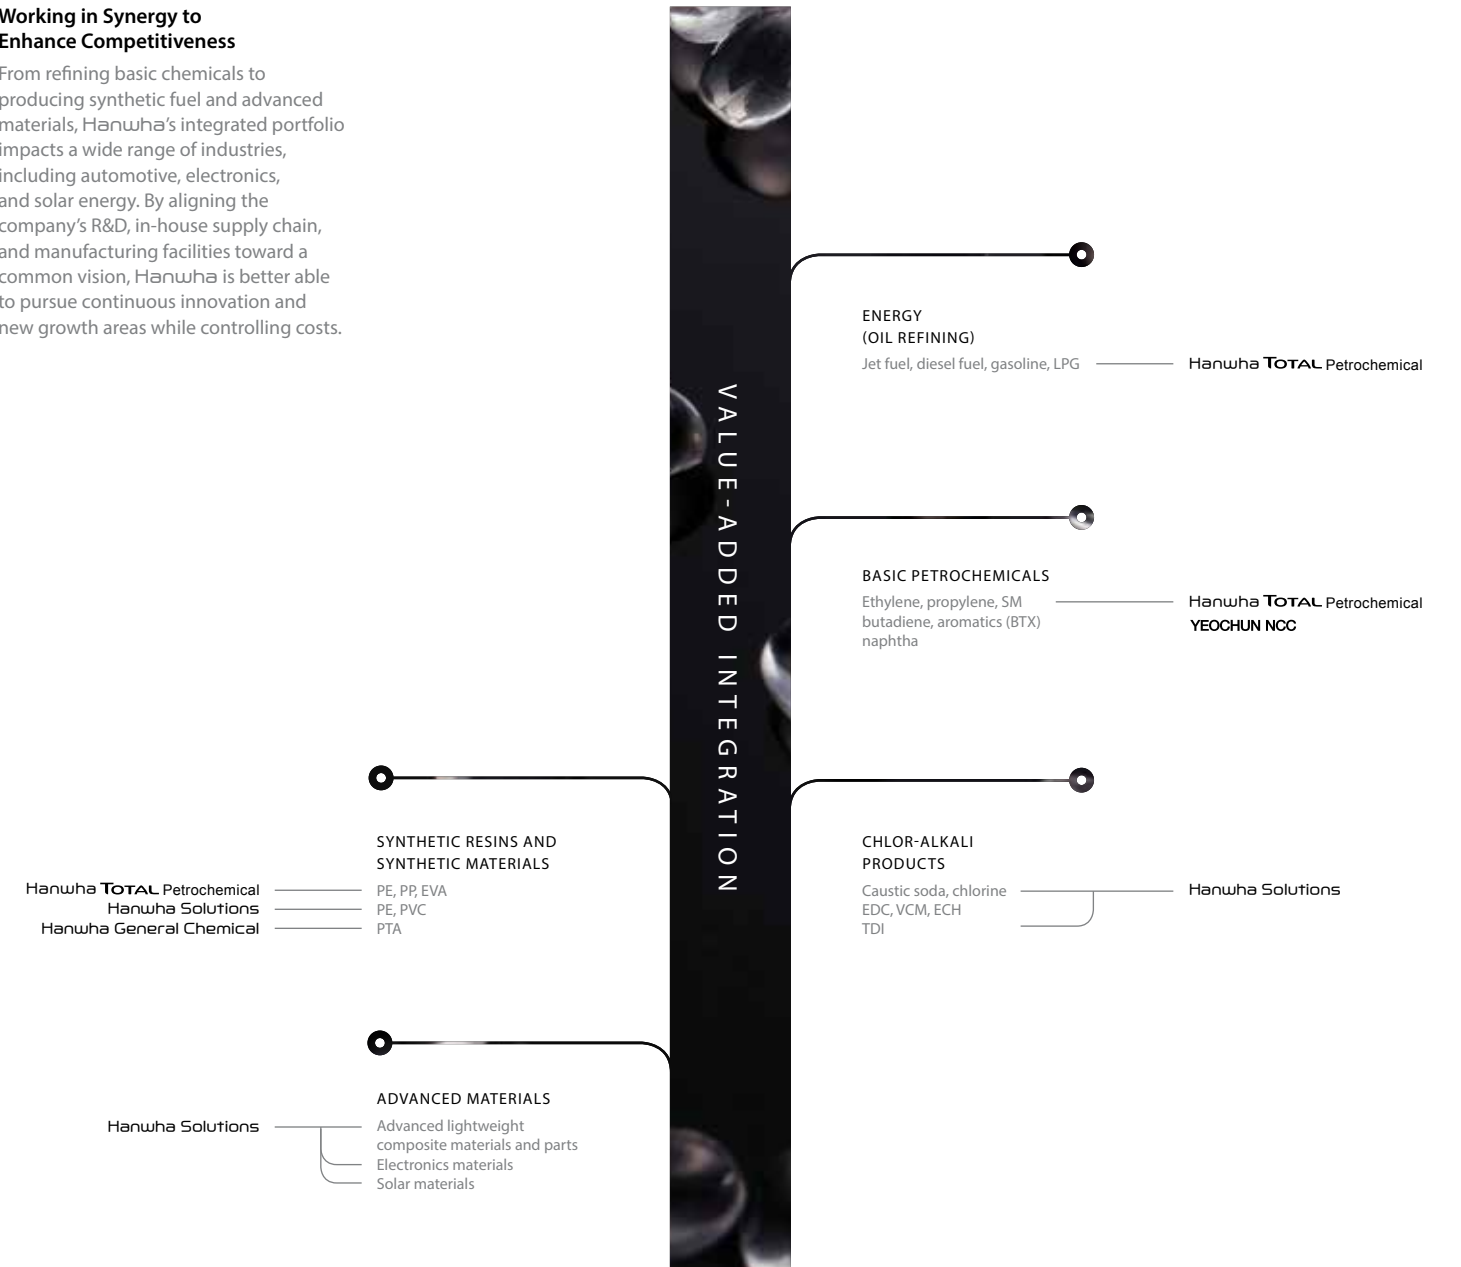 Working in Synergy to
Enhance Competitiveness
From refining basic chemicals to
producing synthetic fuel and advanced
materials, Hanwha's integrated portfolio
impacts a wide range of industries,
including automotive, electronics,
and solar energy. By aligning the
company's R&D, in-house supply chain,
and manufacturing facilities toward a
common vision, Hanwha is better able
to pursue continuous innovation and
new growth areas while controlling costs.
VALUE-ADDED INTEGRATION
ENERGY
(OIL REFINING)
Jet fuel, diesel fuel, gasoline, LPG
Hanwha TOTAL Petrochemical
BASIC PETROCHEMICALS
Ethylene, propylene, SM
butadiene, aromatics (BTX)
naphtha
Hanwha TOTAL Petrochemical
YEOCHUN NCC
SYNTHETIC RESINS AND
SYNTHETIC MATERIALS
Hanwha TOTAL Petrochemical
PE, PP, EVA
Hanwha Solutions
PE, PVC
Hanwha General Chemical
PTA
CHLOR-ALKALI
PRODUCTS
Caustic soda, chlorine
EDC, VCM, ECH
TDI
Hanwha Solutions
ADVANCED MATERIALS
Hanwha Solutions
Advanced lightweight
composite materials and parts
Electronics materials
Solar materials